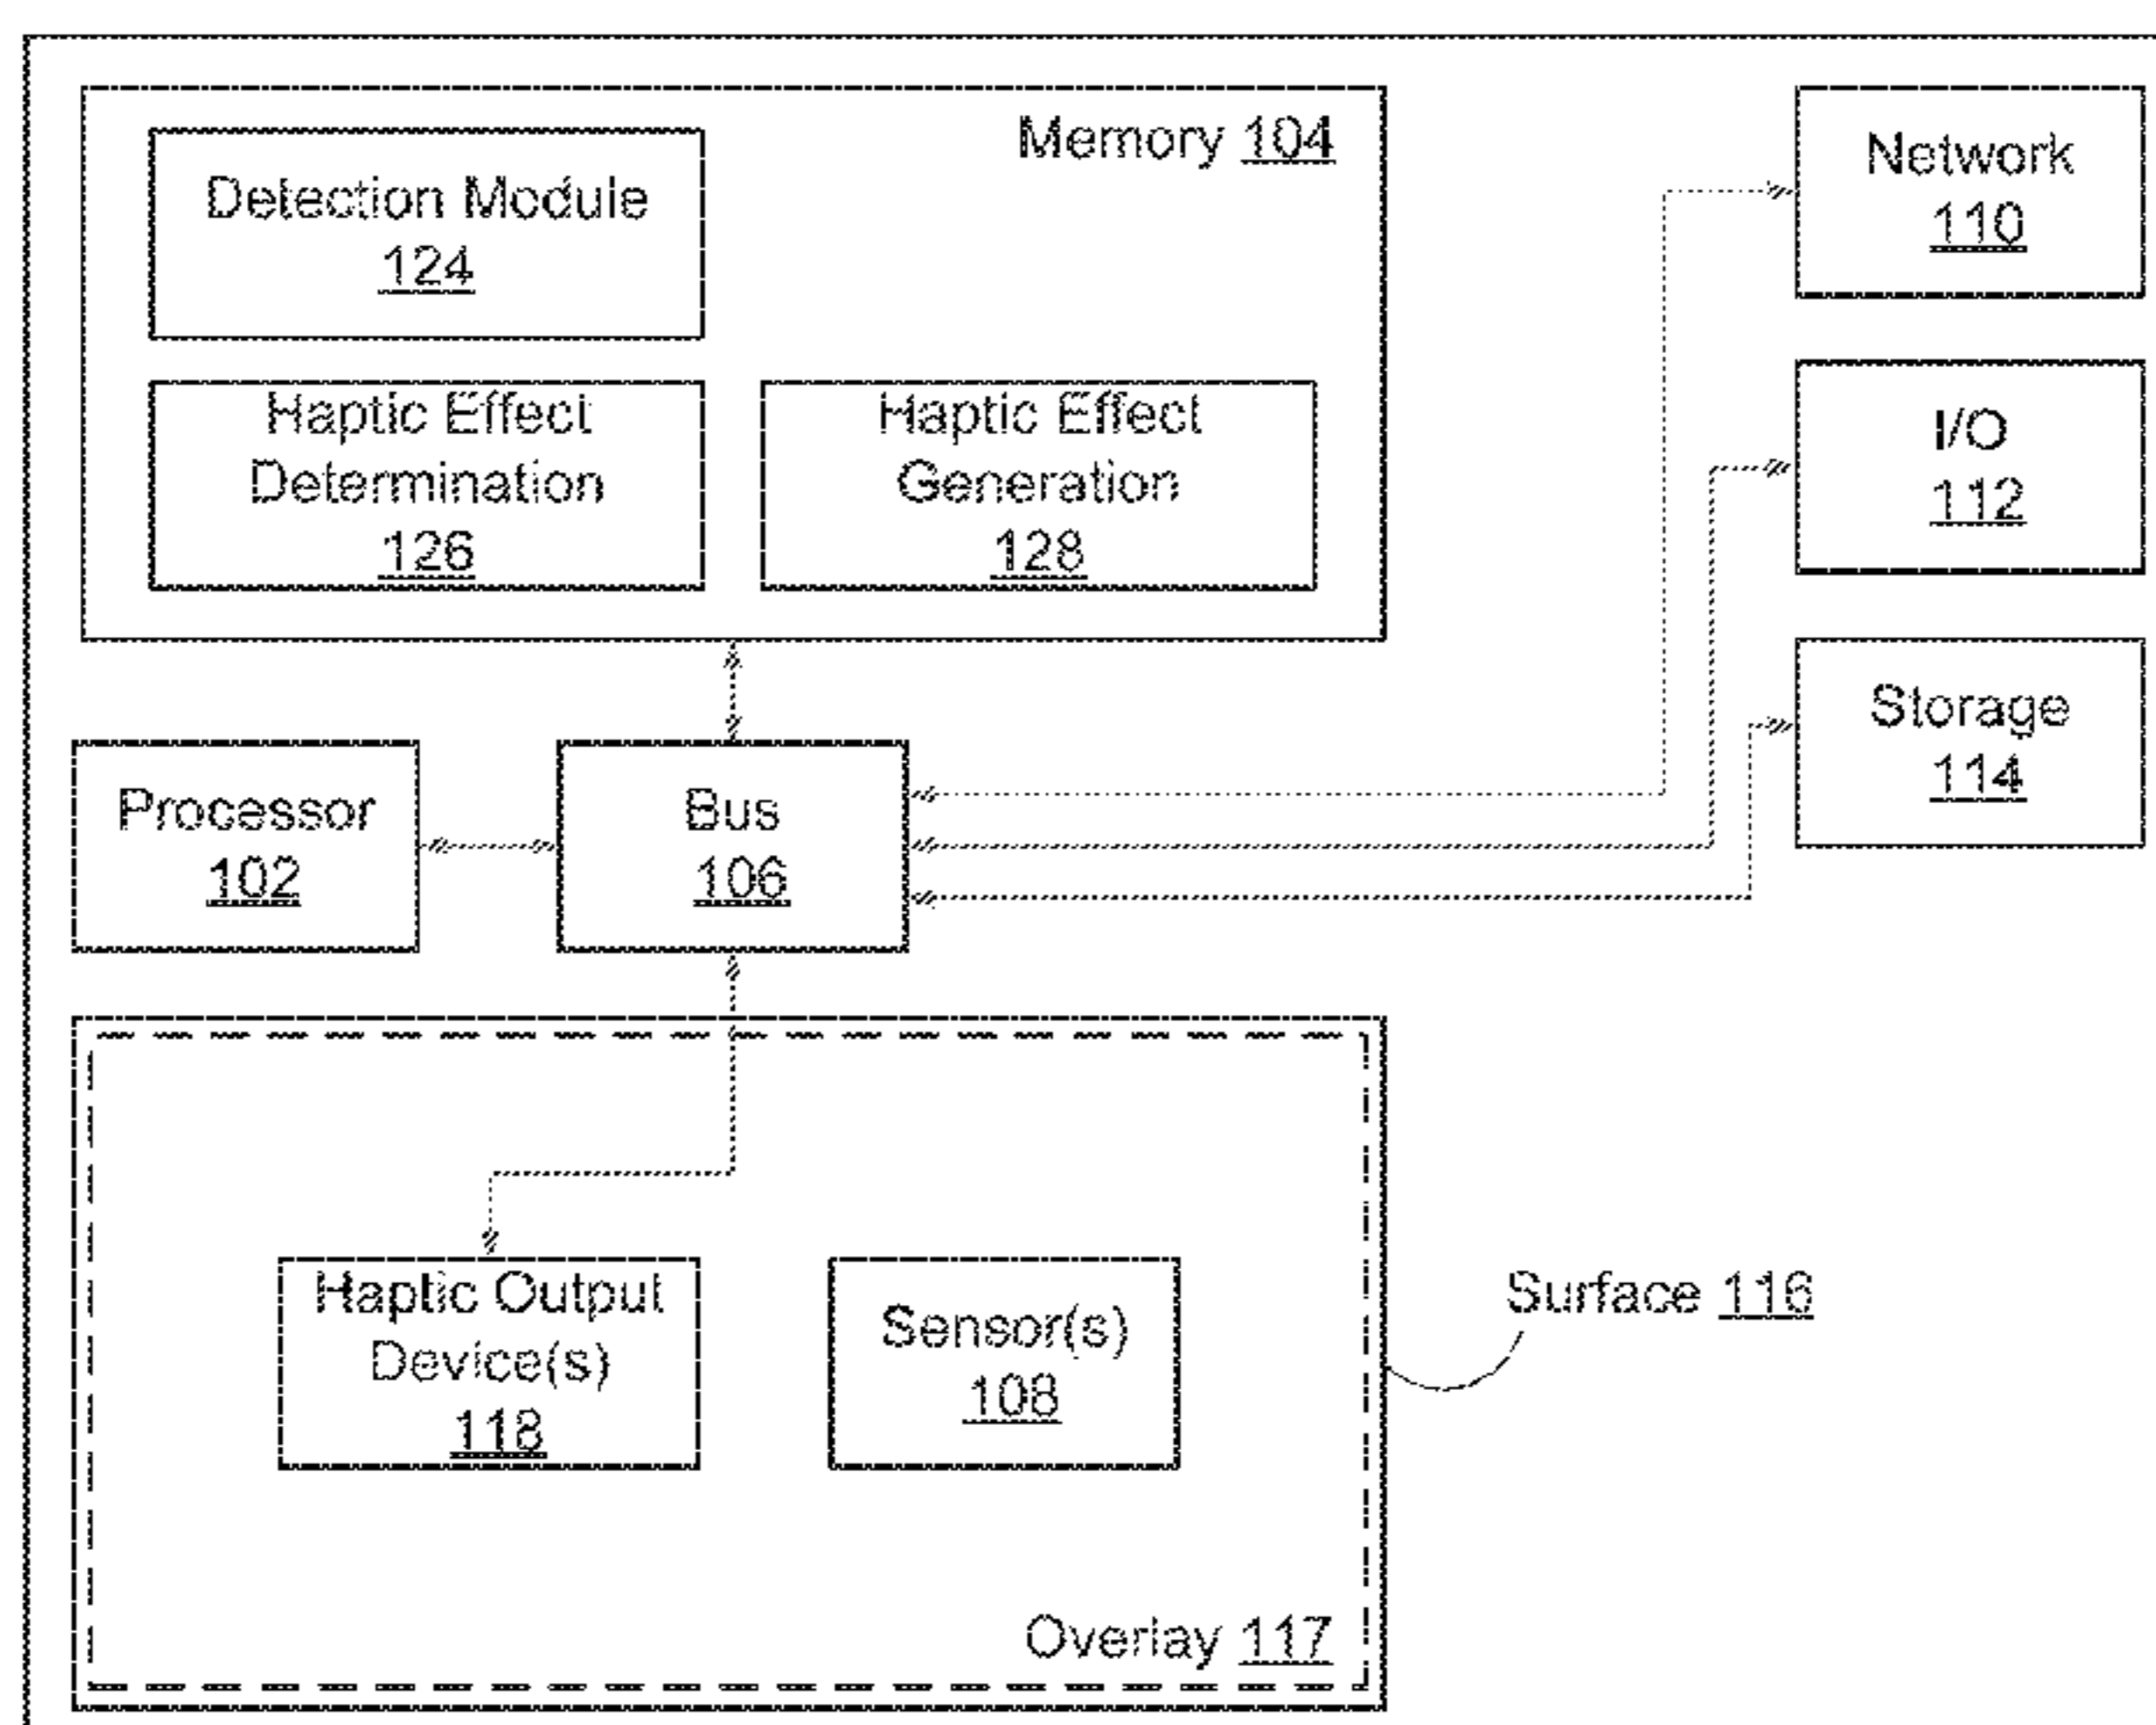 Memory 104
Detection Module
124
Haptic Effect
Determination
126
Haptic Effect
Generation
128
Network
110
I/O
112
Storage
114
Processor
102
Bus
106
Haptic Output
Device(s)
118
Sensor(s)
108
Surface 116
Overlay 117